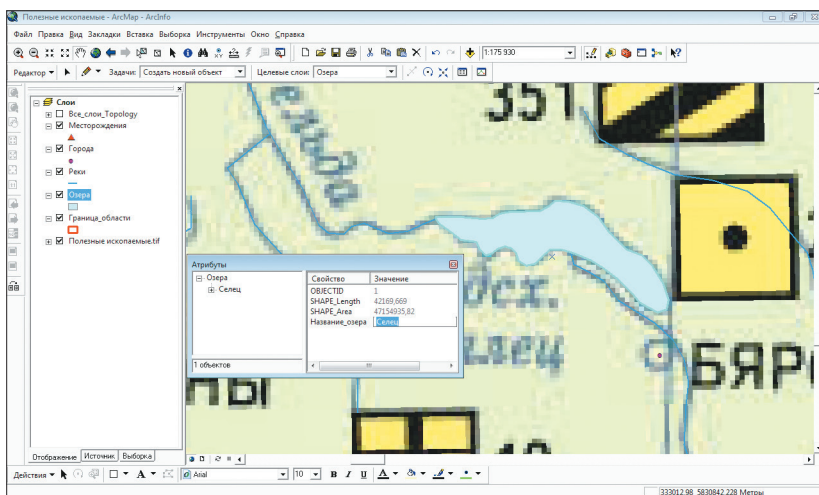 Полезные ископаемые - ArcMap - ArcInfo
Файл Правка Вид Закладки Вставка Выборка Инструменты Окно Справка
1:175 930
Редактор Задачи: Создать новый объект Целевые слои: Озера
Слои
Все_слои_Topology
Месторождения
Города
Реки
Озера
Граница_области
Полезные ископаемые.tif
351
Атрибуты
Озера
Селец
Свойство Значение
OBJECTID 1
SHAPE_Length 42169,669
SHAPE_Area 47154935,82
Название_озера Селец
1 объектов
вдсх.
БЯР
НЫ
Отображение Источник Выборка
Действия A Arial 10 B I U A
333012,98 5830842,228 Метры